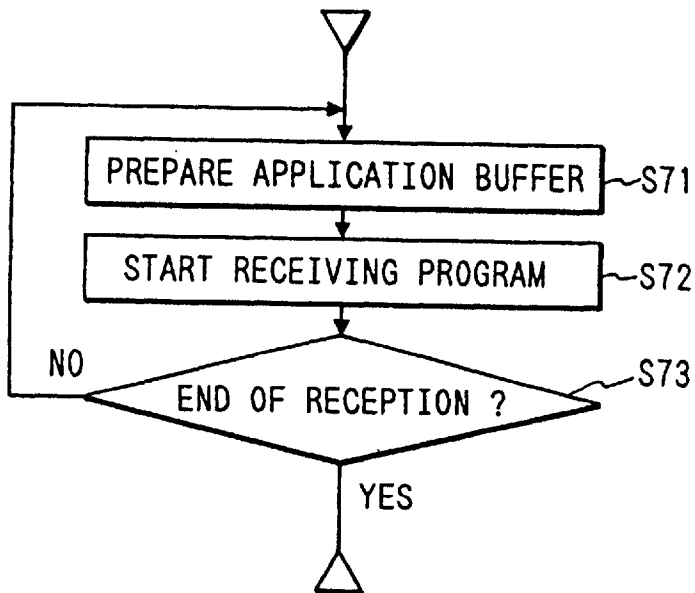 PREPARE APPLICATION BUFFER
S71
START RECEIVING PROGRAM
S72
END OF RECEPTION ?
S73
NO
YES